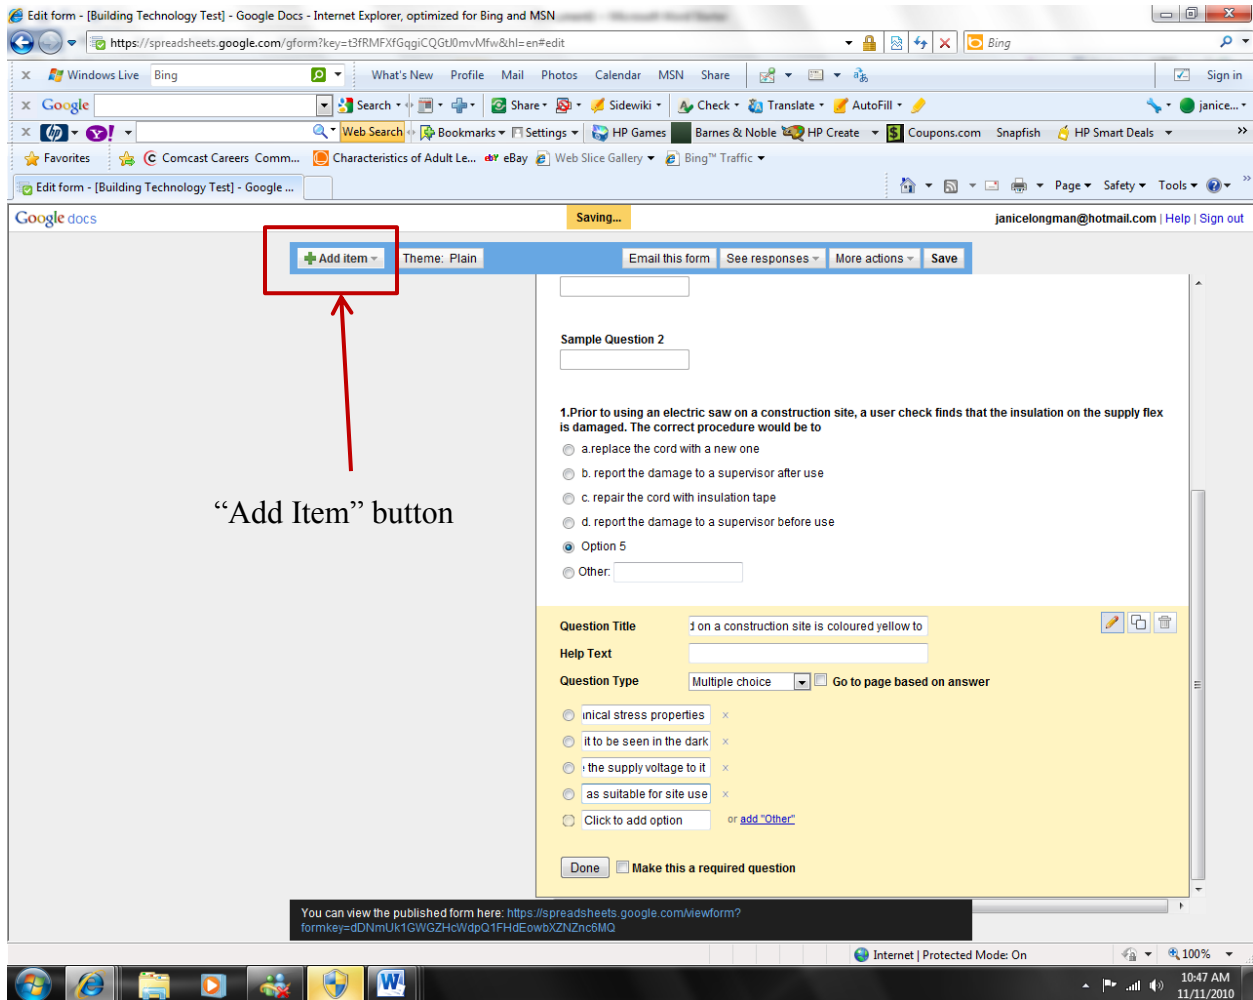 Edit form - [Building Technology Test] - Google Docs - Internet Explorer, optimized for Bing and MSN
https://spreadsheets.google.com/gform?key=t3fRMFXfGqgiCQGtJ0mvMfw&hl=en#edit
Bing
x Windows Live Bing What's New Profile Mail Photos Calendar MSN Share Sign in
x Google Search Share Sidewiki Check Translate AutoFill janice...
x Web Search Bookmarks Settings HP Games Barnes & Noble HP Create Coupons.com Snapfish HP Smart Deals »
Favorites Comcast Careers Comm... Characteristics of Adult Le... eBay Web Slice Gallery Bing™ Traffic
Edit form - [Building Technology Test] - Google ... Page Safety Tools »
Google docs Saving... janicelongman@hotmail.com | Help | Sign out
Add item Theme: Plain Email this form See responses More actions Save
Sample Question 2
1.Prior to using an electric saw on a construction site, a user check finds that the insulation on the supply flex
is damaged. The correct procedure would be to
a.replace the cord with a new one
b. report the damage to a supervisor after use
“Add Item” button
c. repair the cord with insulation tape
d. report the damage to a supervisor before use
Option 5
Other:
Question Title d on a construction site is coloured yellow to
Help Text
Question Type Multiple choice Go to page based on answer
nical stress properties x
it to be seen in the dark x
the supply voltage to it x
as suitable for site use x
Click to add option or add "Other"
Done Make this a required question
You can view the published form here: https://spreadsheets.google.com/viewform?
formkey=dDNmUk1GWGZHcWdpQ1FHdEowbXZNZnc6MQ
Internet | Protected Mode: On 100%
10:47 AM
11/11/2010